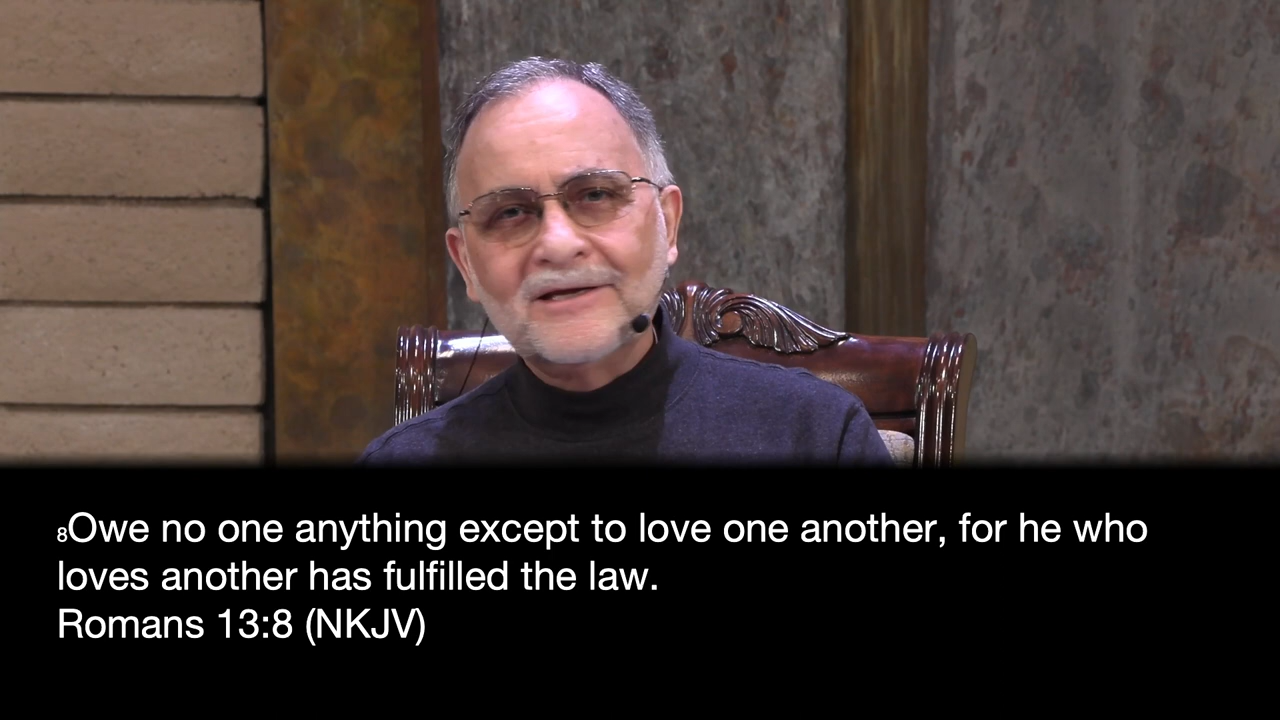 8Owe no one anything except to love one another, for he who
loves another has fulfilled the law.
Romans 13:8 (NKJV)